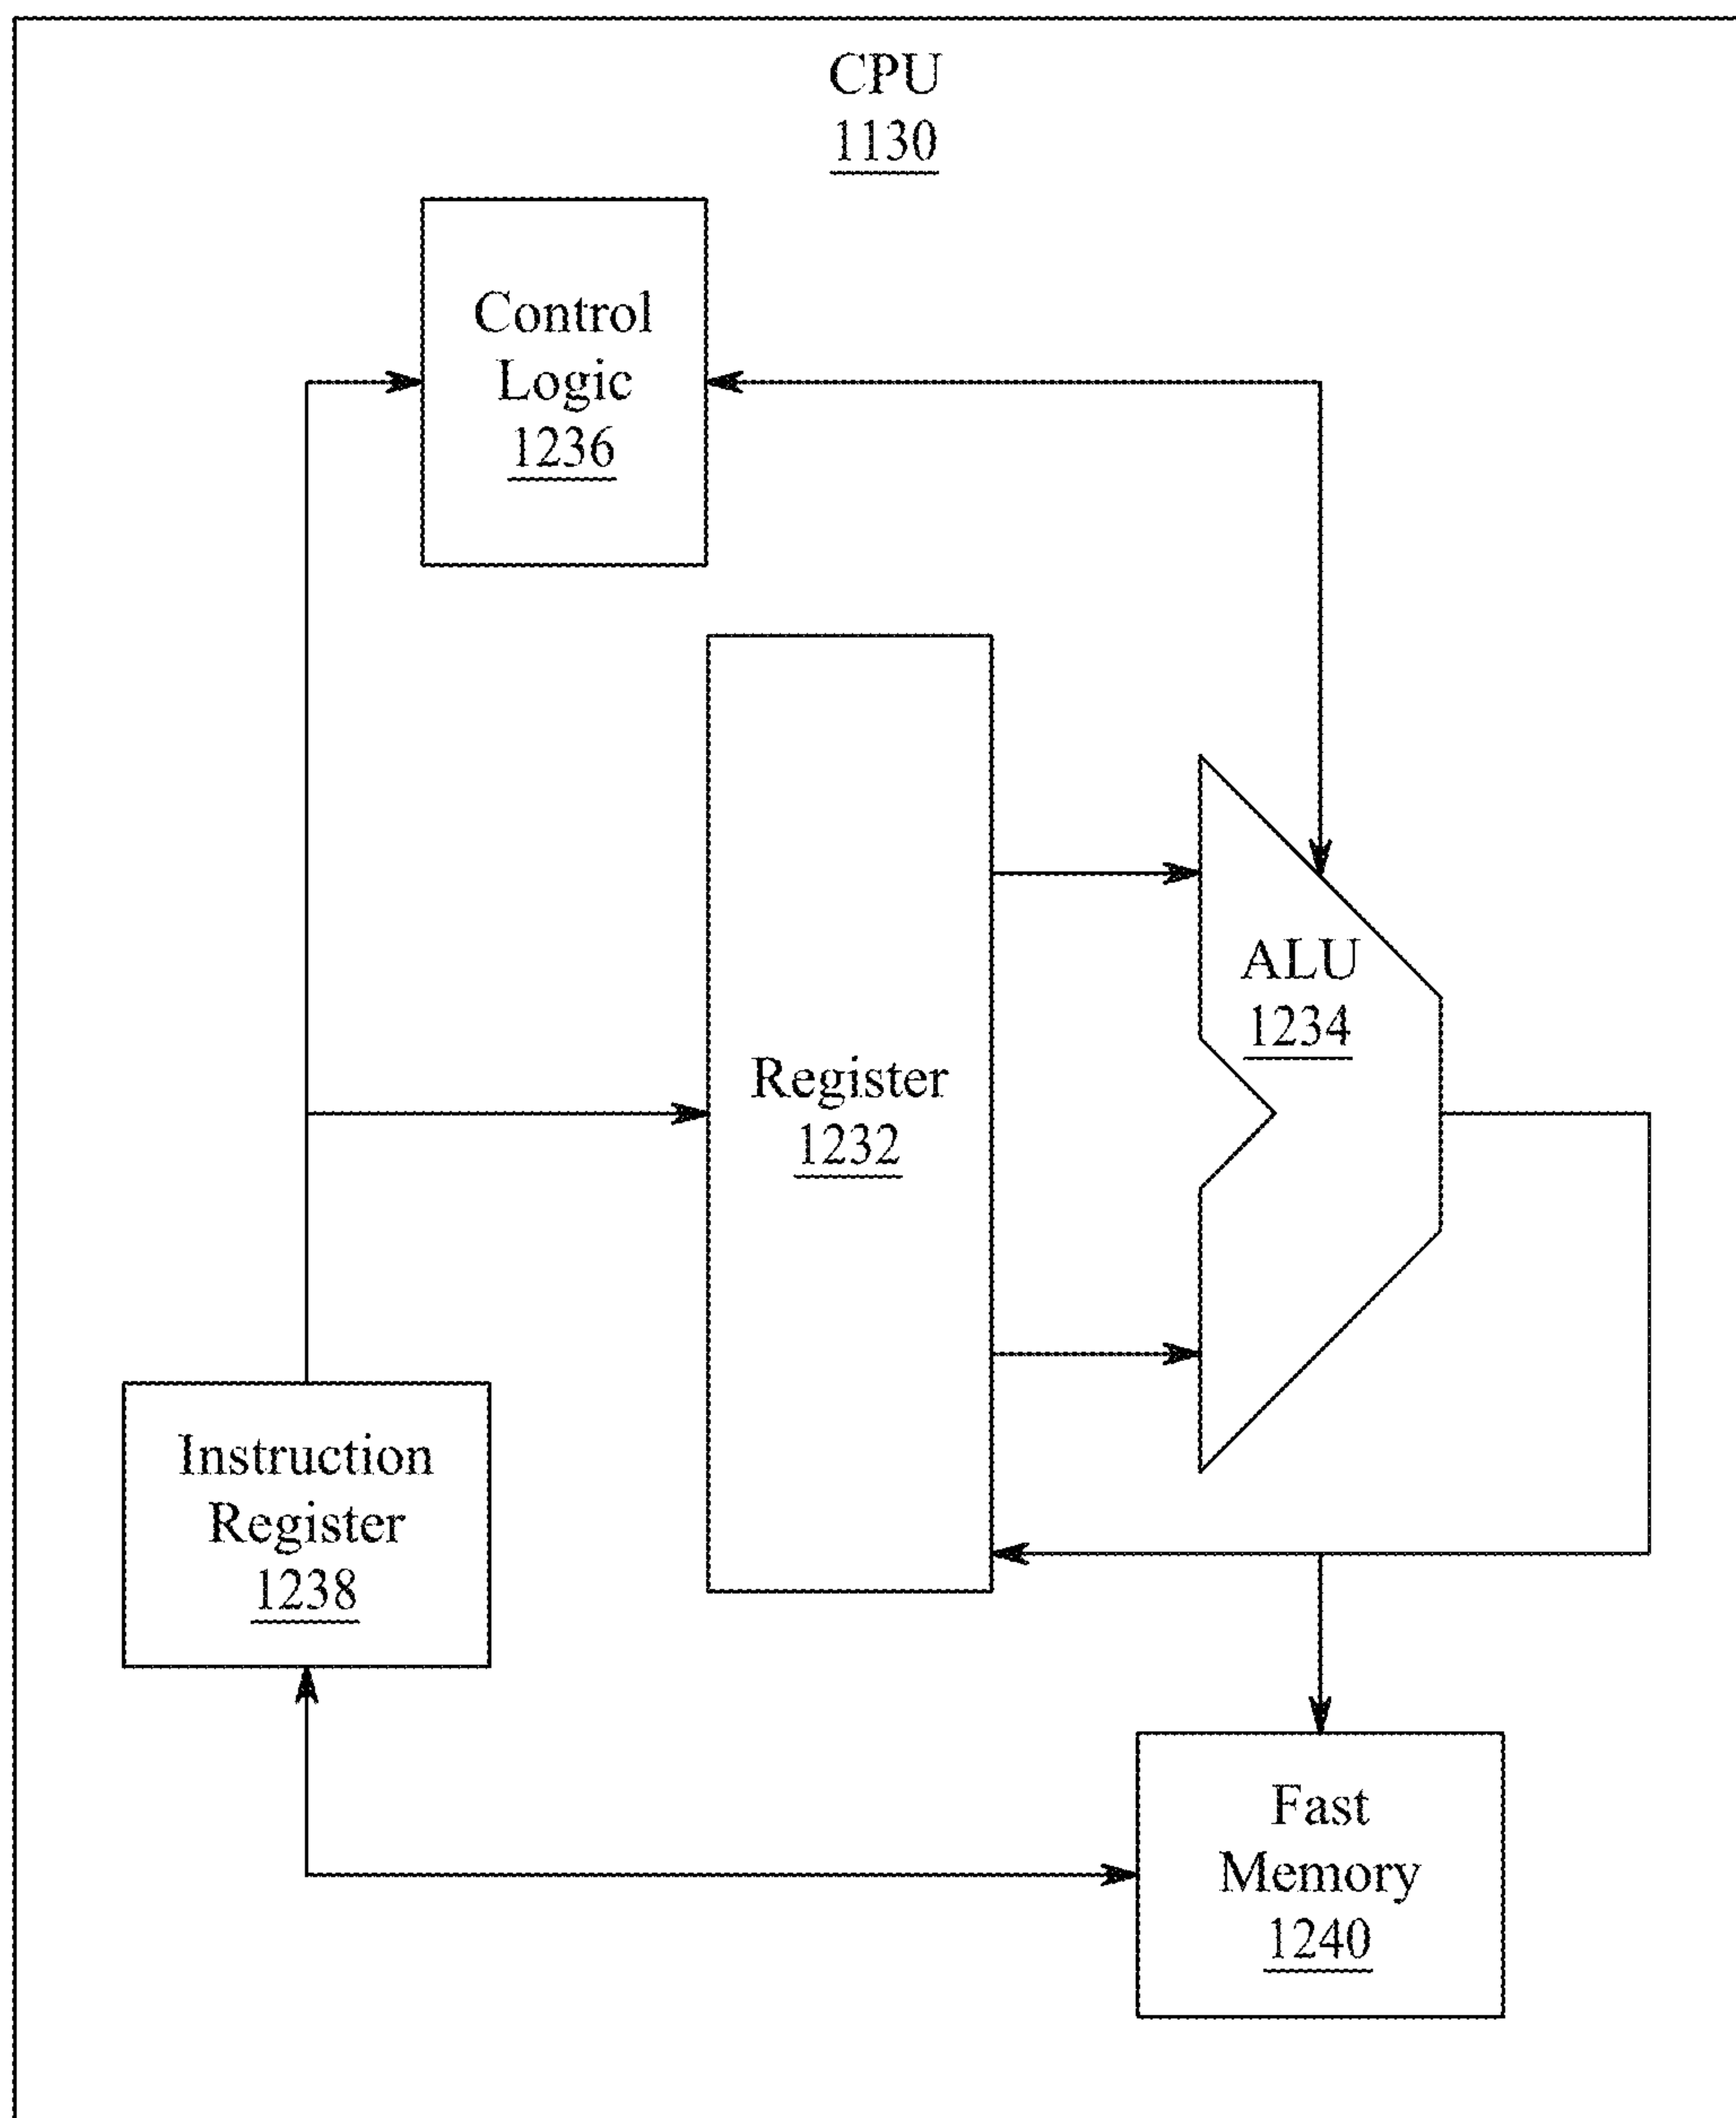 CPU
1130
Control
Logic
1236
ALU
1234
Register
1232
Instruction
Register
1238
Fast
Memory
1240